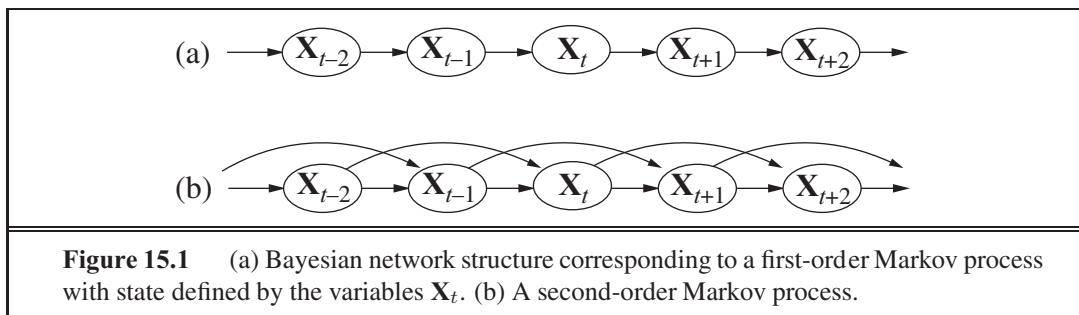 (a) X_{t–2} X_{t–1} X_t X_{t+1} X_{t+2}
(b) X_{t–2} X_{t–1} X_t X_{t+1} X_{t+2}
Figure 15.1 (a) Bayesian network structure corresponding to a first-order Markov process
with state defined by the variables X_t. (b) A second-order Markov process.